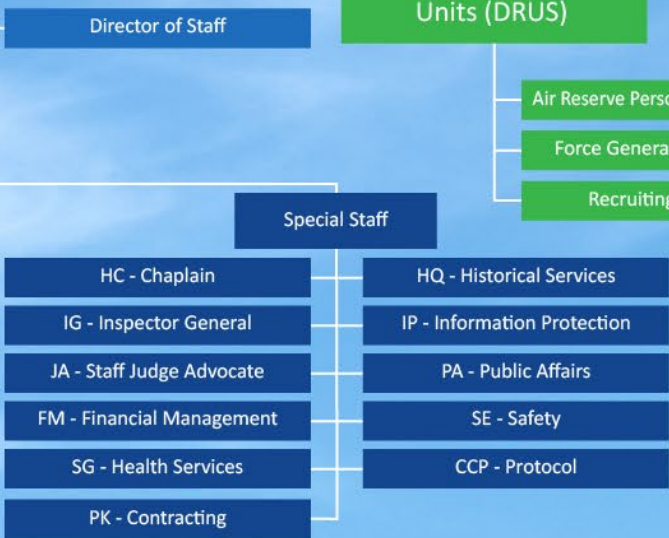 Director of Staff
Units (DRUS)
Air Reserve
Force
Recruiting
Special Staff
HC - Chaplain
HQ - Historical Services
IG - Inspector General
IP - Information Protection
JA - Staff Judge Advocate
PA - Public Affairs
FM - Financial Management
SE - Safety
SG - Health Services
CCP - Protocol
PK - Contracting